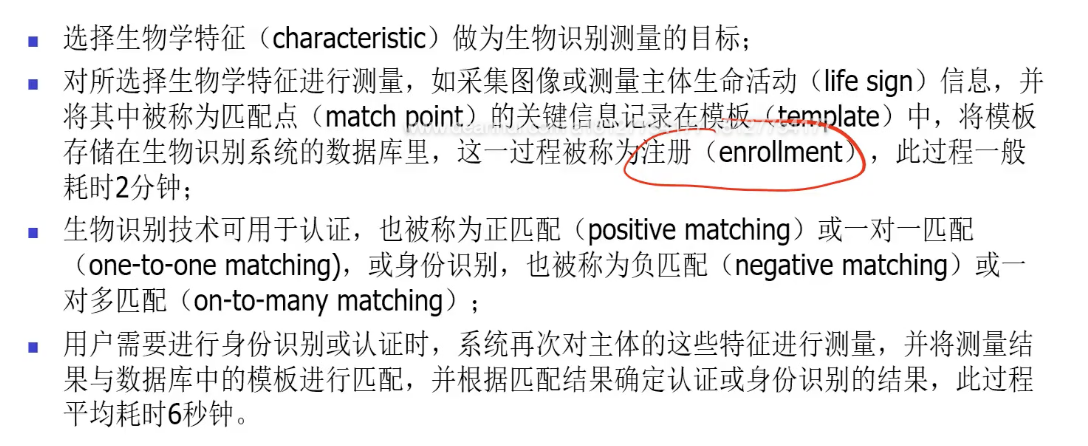 选择生物学特征（characteristic）做为生物识别测量的目标；
对所选择生物学特征进行测量，如采集图像或测量主体生命活动（life sign）信息，并
将其中被称为匹配点（match point）的关键信息记录在模板（template）中，将模板
存储在生物识别系统的数据库里，这一过程被称为注册（enrollment），此过程一般
耗时2分钟；
生物识别技术可用于认证，也被称为正匹配（positive matching）或一对一匹配
（one-to-one matching)，或身份识别，也被称为负匹配（negative matching）或一
对多匹配（on-to-many matching）；
用户需要进行身份识别或认证时，系统再次对主体的这些特征进行测量，并将测量结
果与数据库中的模板进行匹配，并根据匹配结果确定认证或身份识别的结果，此过程
平均耗时6秒钟。